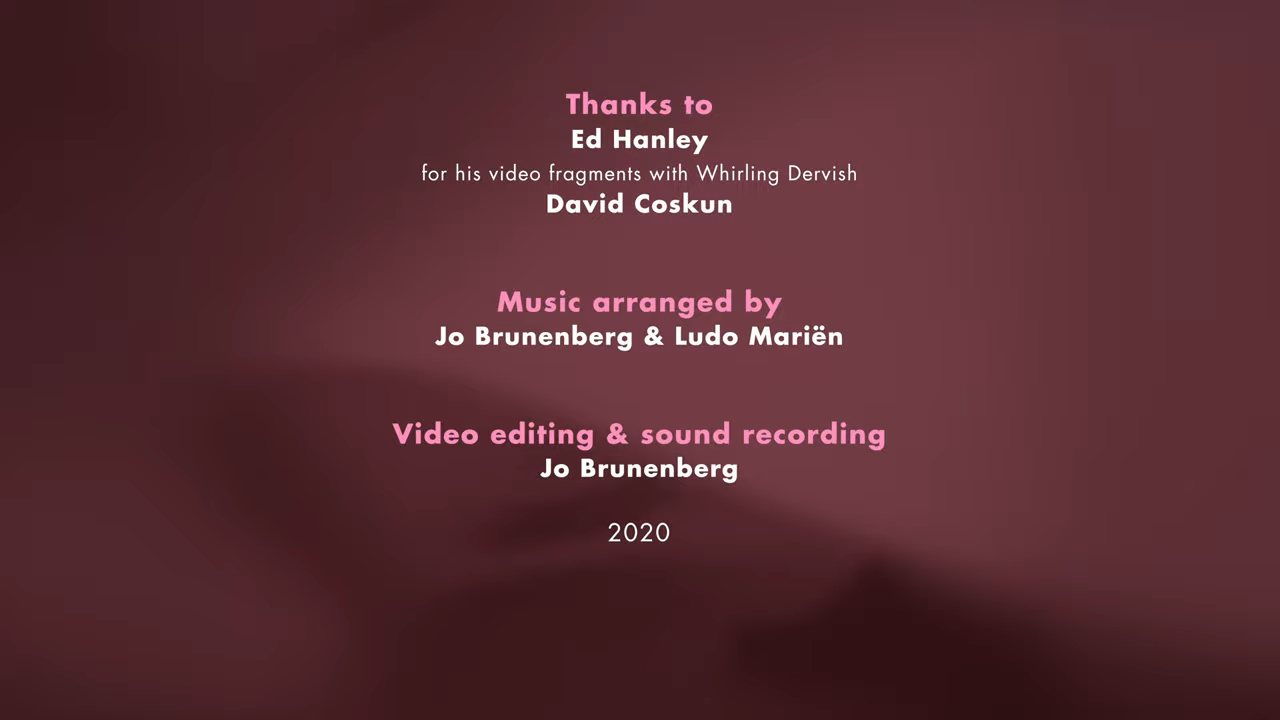 Thanks to
Ed Hanley
for his video fragments with Whirling Dervish
David Coskun
Music arranged by
Jo Brunenberg & Ludo Mariën
Video editing & sound recording
Jo Brunenberg
2020